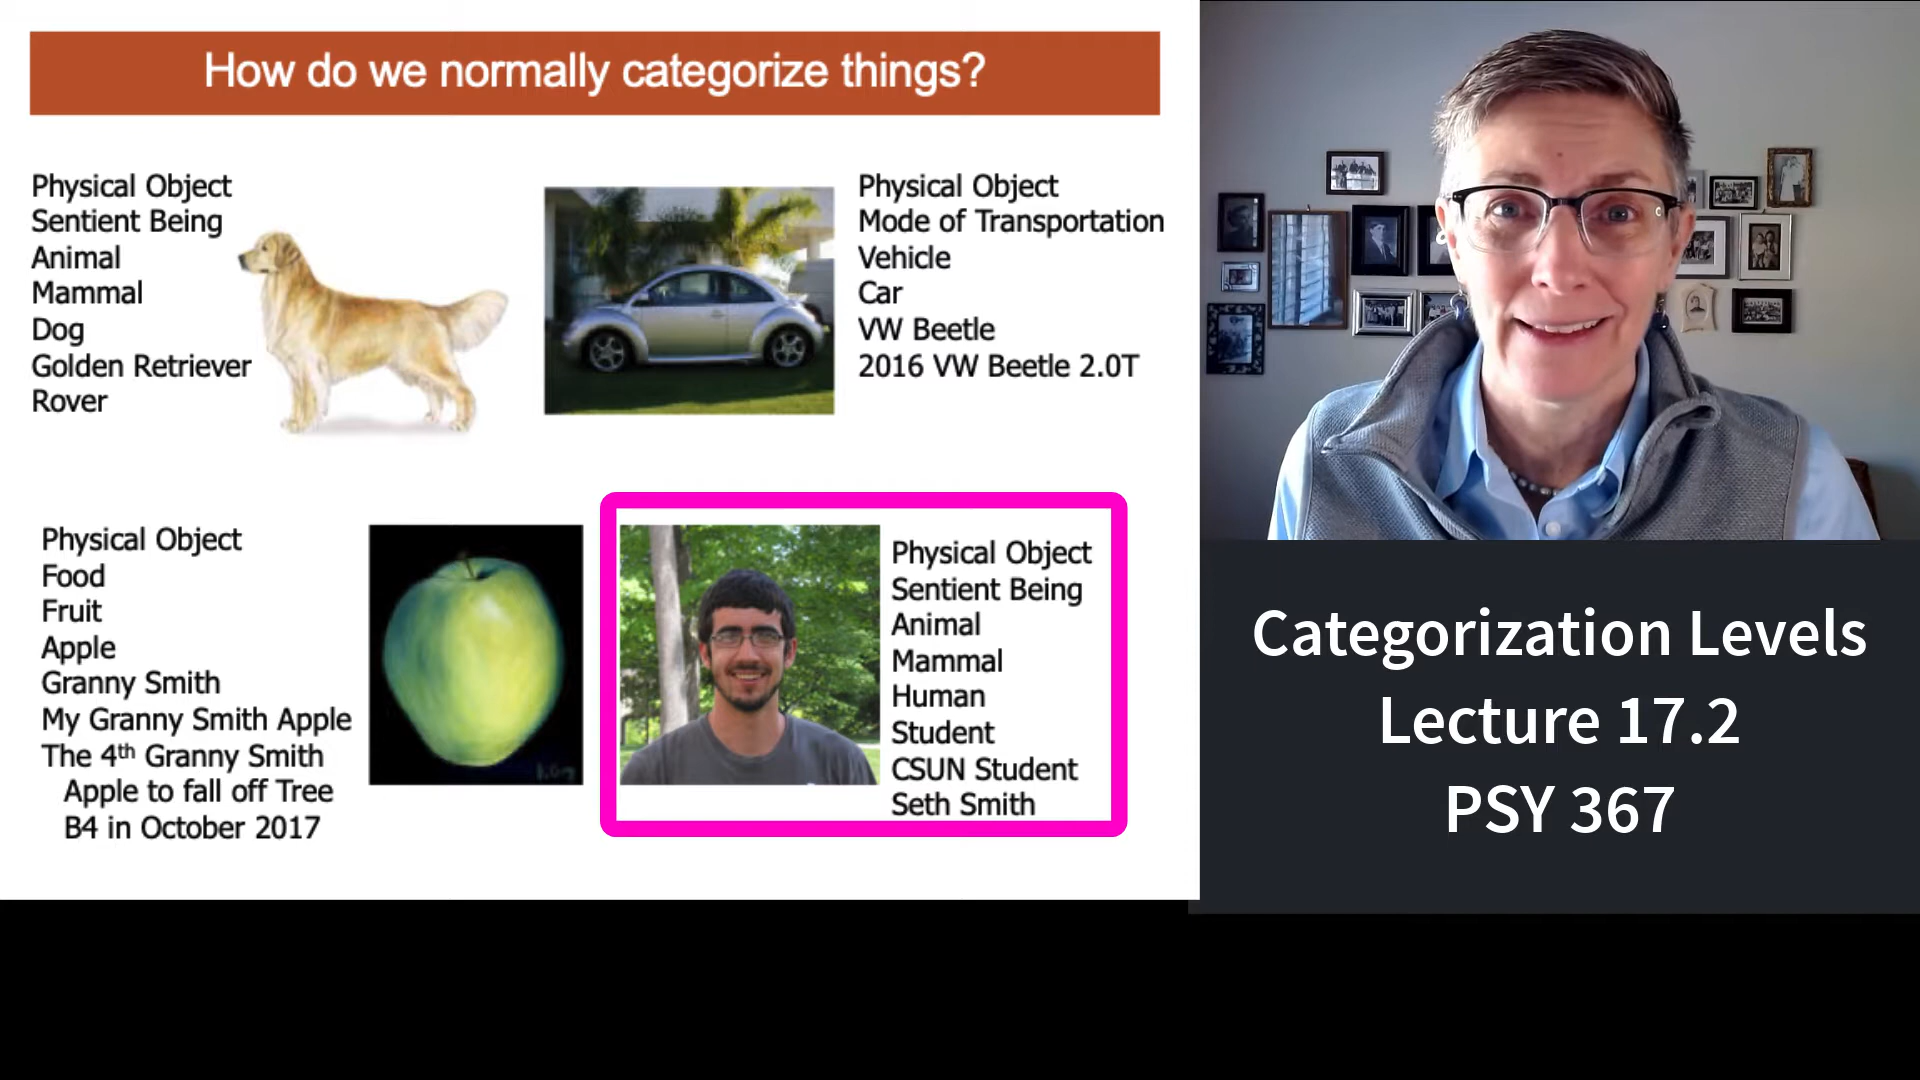 How do we normally categorize things?
Physical Object
Sentient Being
Animal
Mammal
Dog
Golden Retriever
Rover
Physical Object
Mode of Transportation
Vehicle
Car
VW Beetle
2016 VW Beetle 2.0T
Physical Object
Food
Fruit
Apple
Granny Smith
My Granny Smith Apple
The 4th Granny Smith
Apple to fall off Tree
B4 in October 2017
Physical Object
Sentient Being
Animal
Mammal
Human
Student
CSUN Student
Seth Smith
Categorization Levels
Lecture 17.2
PSY 367